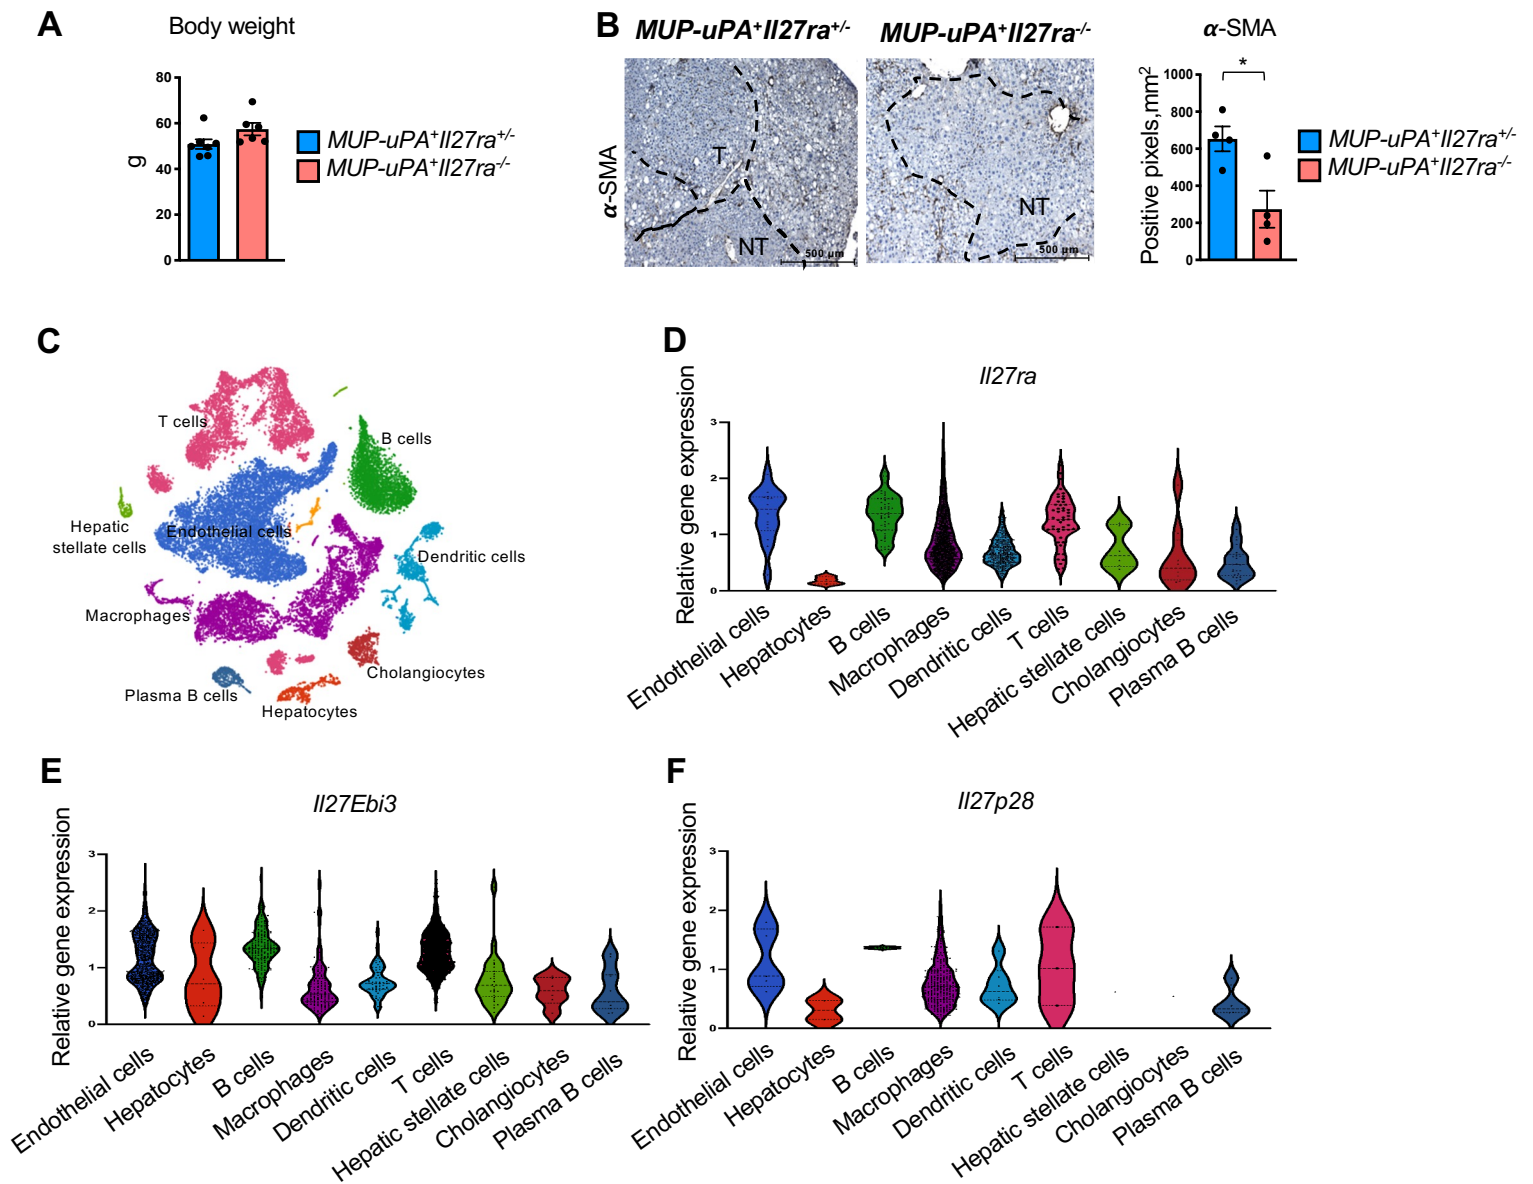 A
Body weight
80
60
40
20
0
g
MUP-uPA+Il27ra+/-
MUP-uPA+Il27ra-/-
B
MUP-uPA+Il27ra+/-
MUP-uPA+Il27ra-/-
α-SMA
T
NT
500 µm
NT
500 µm
α-SMA
*
1000
800
600
400
200
0
Positive pixels,mm2
MUP-uPA+Il27ra+/-
MUP-uPA+Il27ra-/-
C
T cells
B cells
Hepatic
stellate cells
Endothelial cells
Dendritic cells
Macrophages
Cholangiocytes
Plasma B cells
Hepatocytes
D
Il27ra
Relative gene expression
3
2
1
0
Endothelial cells
Hepatocytes
B cells
Macrophages
Dendritic cells
T cells
Hepatic stellate cells
Cholangiocytes
Plasma B cells
E
Il27Ebi3
Relative gene expression
3
2
1
0
Endothelial cells
Hepatocytes
B cells
Macrophages
Dendritic cells
T cells
Hepatic stellate cells
Cholangiocytes
Plasma B cells
F
Il27p28
Relative gene expression
3
2
1
0
Endothelial cells
Hepatocytes
B cells
Macrophages
Dendritic cells
T cells
Hepatic stellate cells
Cholangiocytes
Plasma B cells